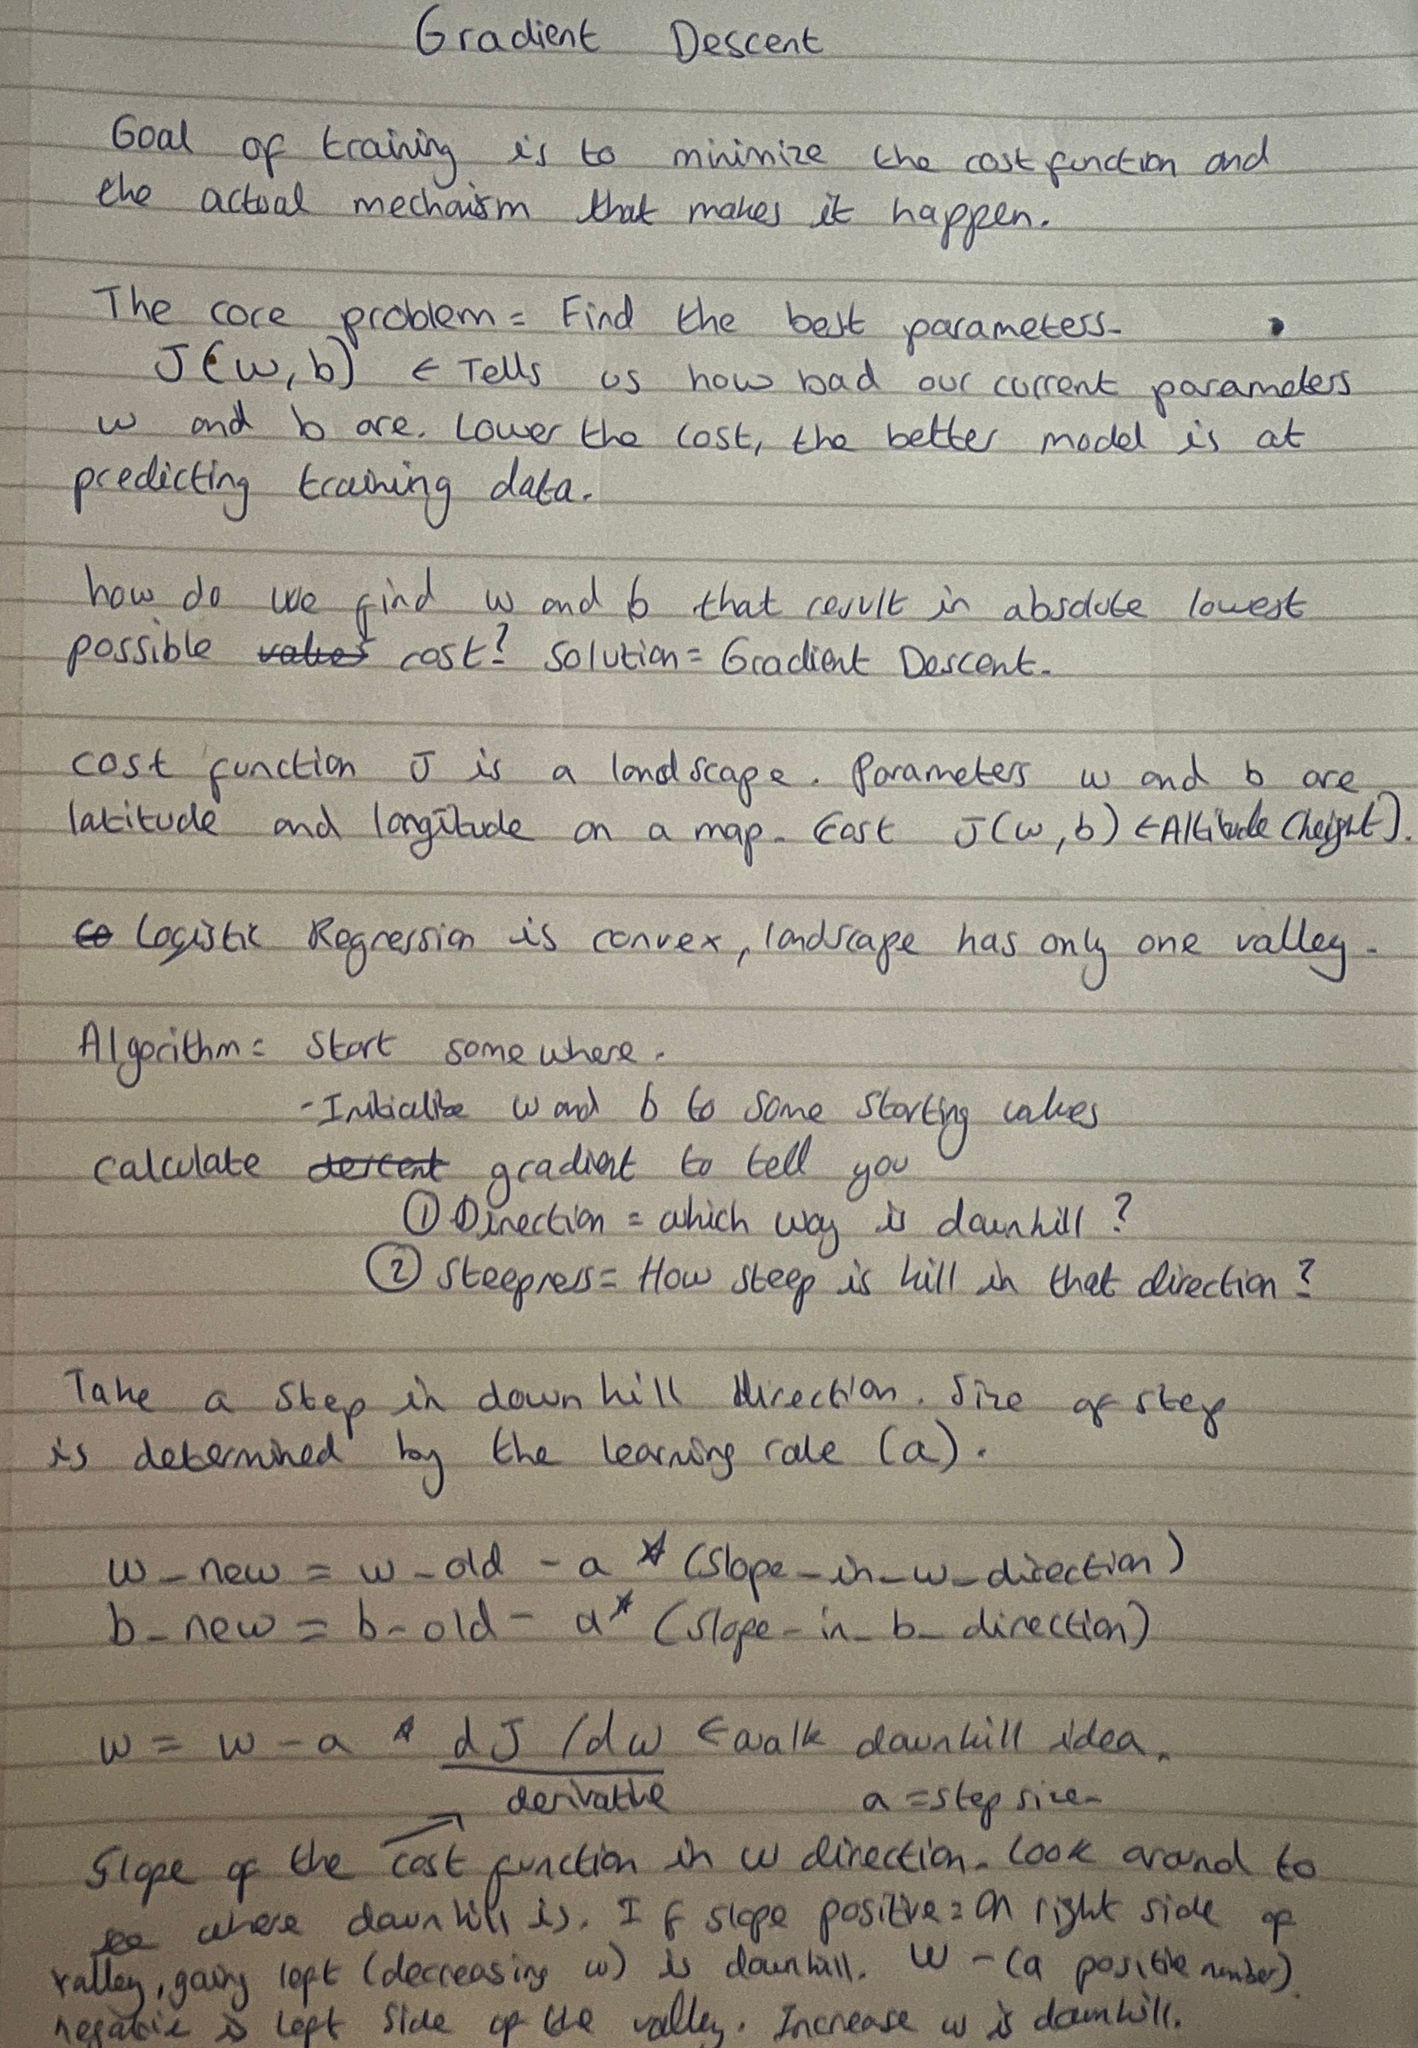 Gradient Descent
Goal of training is to minimize the cost function and
the actual mechanism that makes it happen.
The core problem = Find the best parameters.
J(w, b) ← Tells us how bad our current parameters
w and b are. Lower the cost, the better model is at
predicting training data.
how do we find w and b that result in absolute lowest
possible values cost? Solution = Gradient Descent.
cost function J is a landscape. Parameters w and b are
latitude and longitude on a map. Cost J(w, b) ← Altitude (height).
Co Logistic Regression is convex, landscape has only one valley.
Algorithm = Start somewhere.
- Initialize w and b to some starting values
calculate descent gradient to tell you
① Direction = which way is downhill ?
② Steepness = How steep is hill in that direction ?
Take a step in down hill direction. Size of step
is determined by the learning rate (a).
w_new = w_old - a * (slope_in_w_direction)
b_new = b_old - a * (slope_in_b_direction)
w = w - a * dJ /dw ← walk downhill idea.
derivative a = step size.
Slope of the cost function in w direction. Look around to
see where downhill is. If slope positive = on right side of
valley, going left (decreasing w) is downhill. w - (a positive number).
negative is left side of the valley. Increase w is downhill.